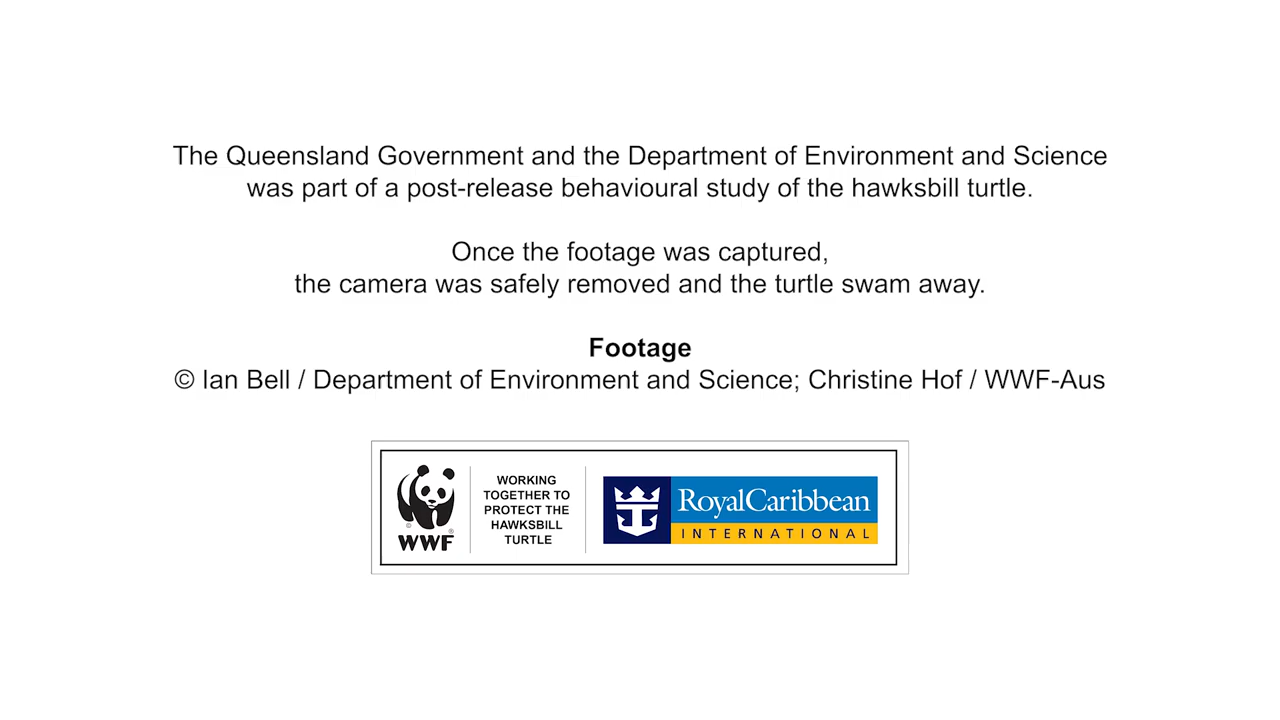 The Queensland Government and the Department of Environment and Science
was part of a post-release behavioural study of the hawksbill turtle.
Once the footage was captured,
the camera was safely removed and the turtle swam away.
Footage
© Ian Bell / Department of Environment and Science; Christine Hof / WWF-Aus
©
®
WWF
WORKING
TOGETHER TO
PROTECT THE
HAWKSBILL
TURTLE
RoyalCaribbean
INTERNATIONAL